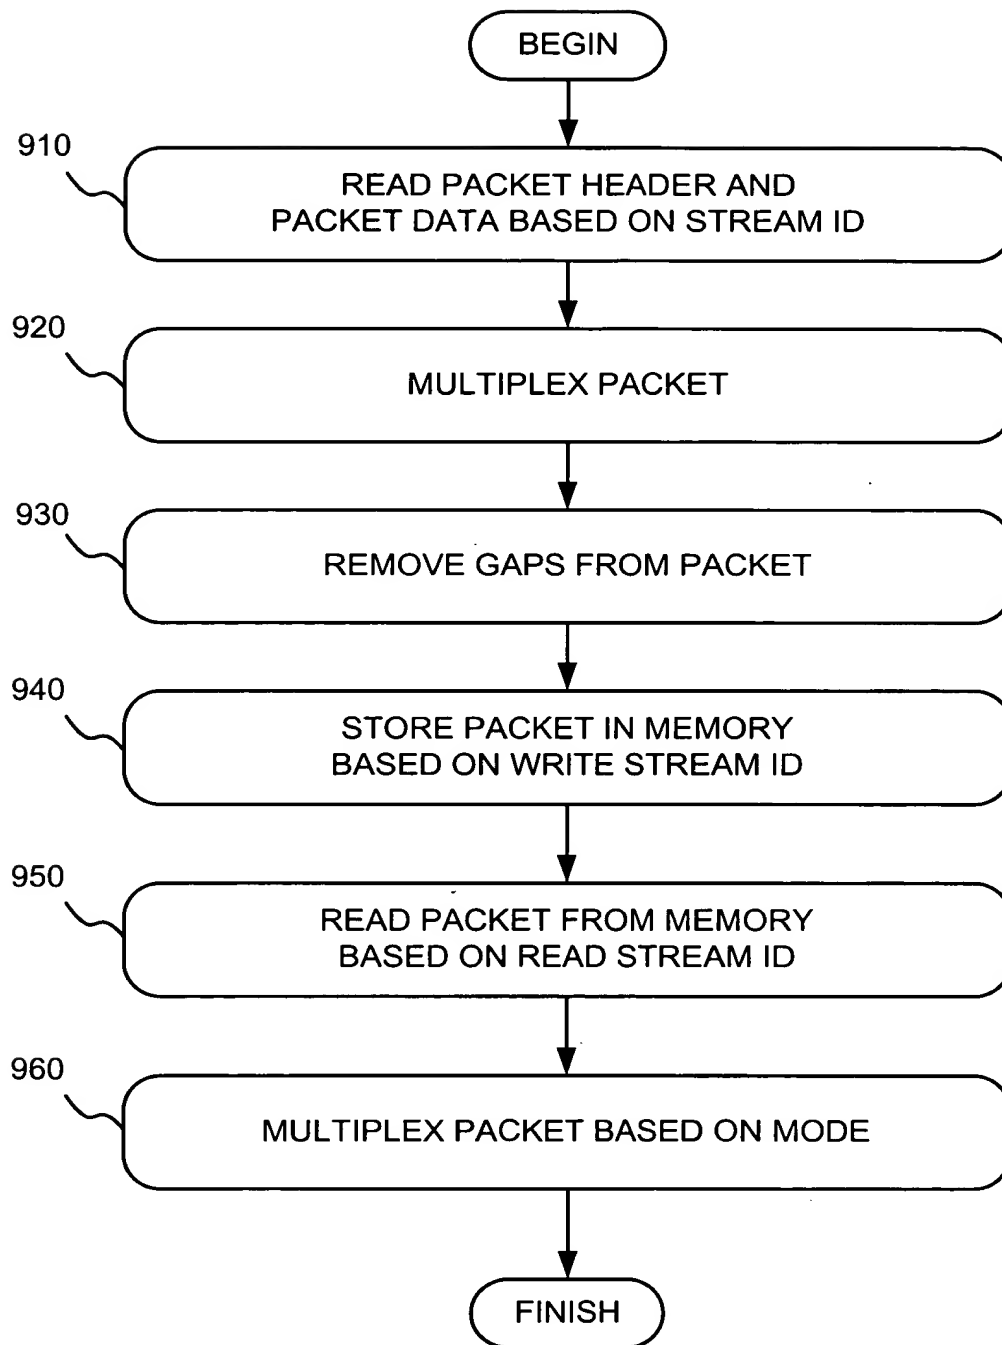 BEGIN
910
READ PACKET HEADER AND
PACKET DATA BASED ON STREAM ID
920
MULTIPLEX PACKET
930
REMOVE GAPS FROM PACKET
940
STORE PACKET IN MEMORY
BASED ON WRITE STREAM ID
950
READ PACKET FROM MEMORY
BASED ON READ STREAM ID
960
MULTIPLEX PACKET BASED ON MODE
FINISH